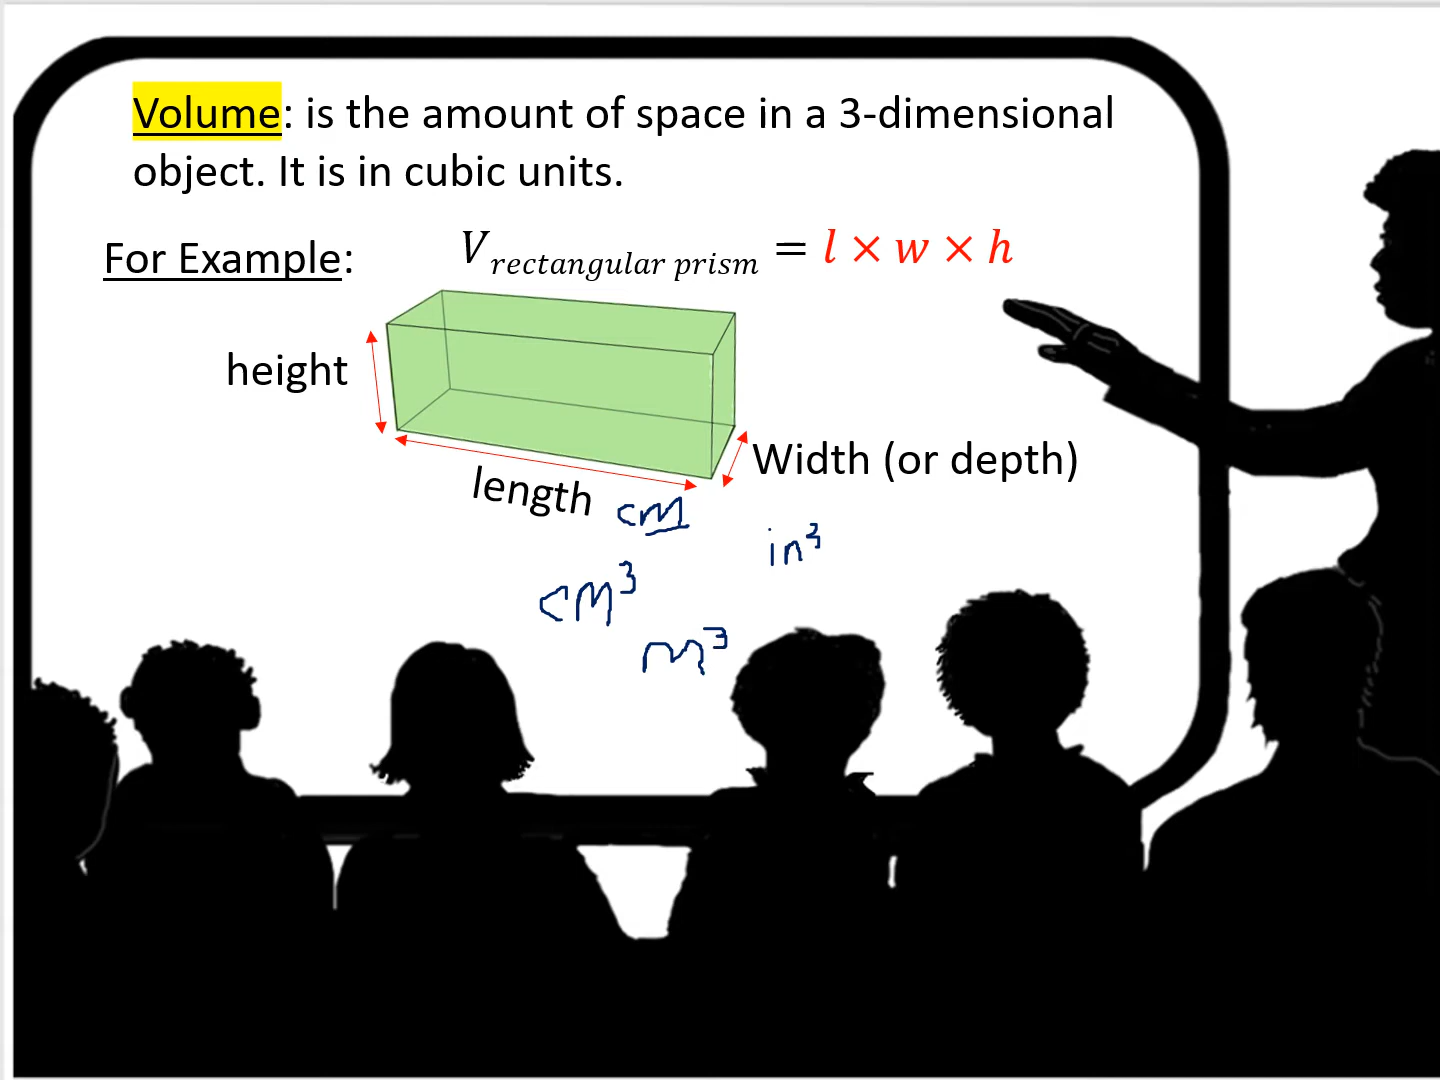 Volume: is the amount of space in a 3-dimensional
object. It is in cubic units.
For Example: V rectangular prism = l × w × h
height
Width (or depth)
length cm
in³
cm³
m³